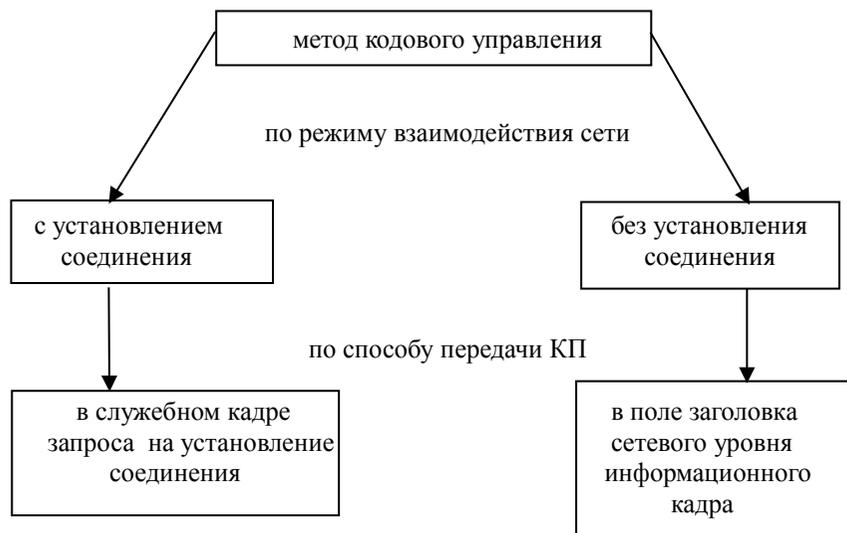 метод кодового управления
по режиму взаимодействия сети
с установлением
соединения
без установления
соединения
по способу передачи КП
в служебном кадре
запроса на установление
соединения
в поле заголовка
сетевого уровня
информационного
кадра